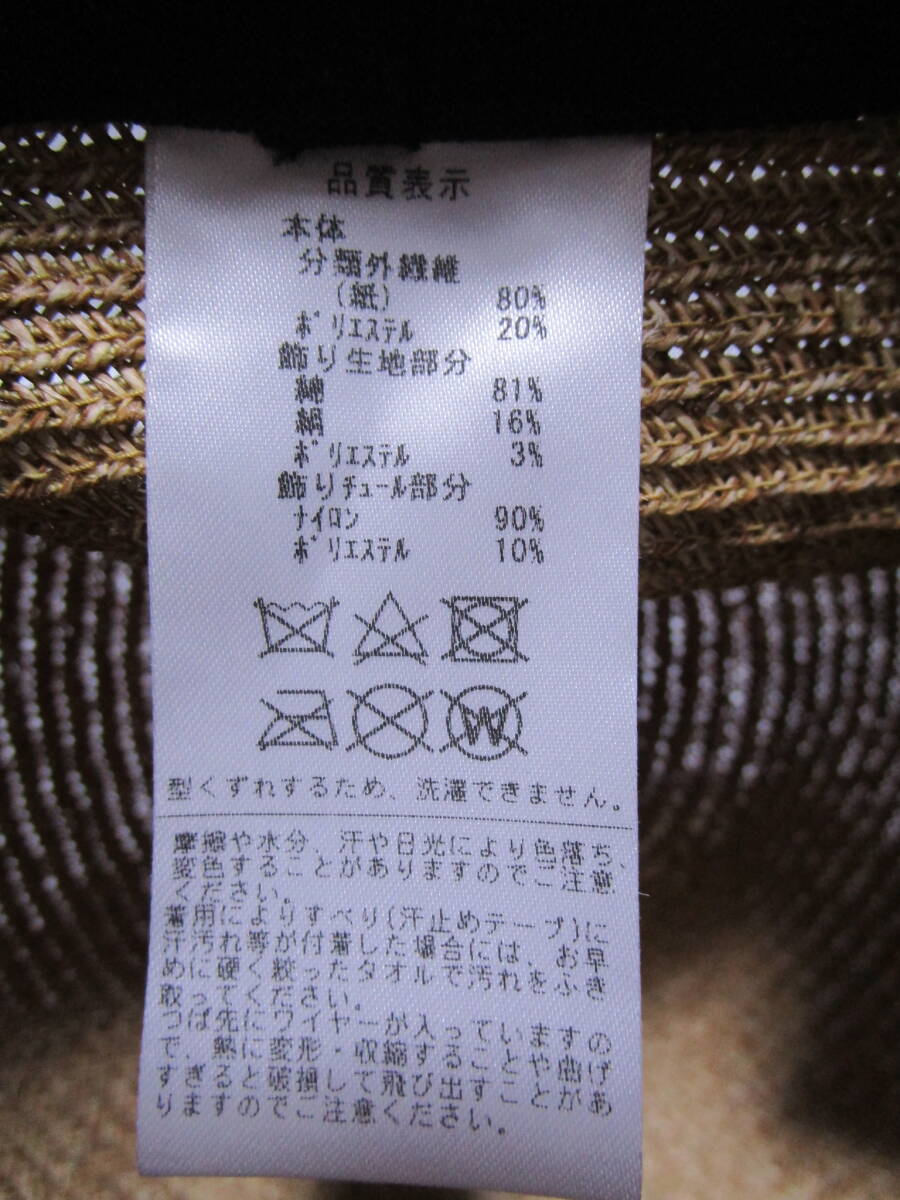 品質表示
本体
分類外繊維
(紙) 80%
ポリエステル 20%
飾り生地部分
綿 81%
絹 16%
ポリエステル 3%
飾りチュール部分
ナイロン 90%
ポリエステル 10%
W
型くずれするため、洗濯できません。
摩擦や水分、汗や日光により色落ち、
変色することがありますのでご注意
ください。
着用によりすべり(汗止めテープ)に
汗汚れ等が付着した場合には、お早
めに硬く絞ったタオルで汚れをふき
取ってください。
つば先にワイヤーが入っていますの
で、熱に変形・収縮することや曲げ
すぎると破損して飛び出すことがあ
りますのでご注意ください。